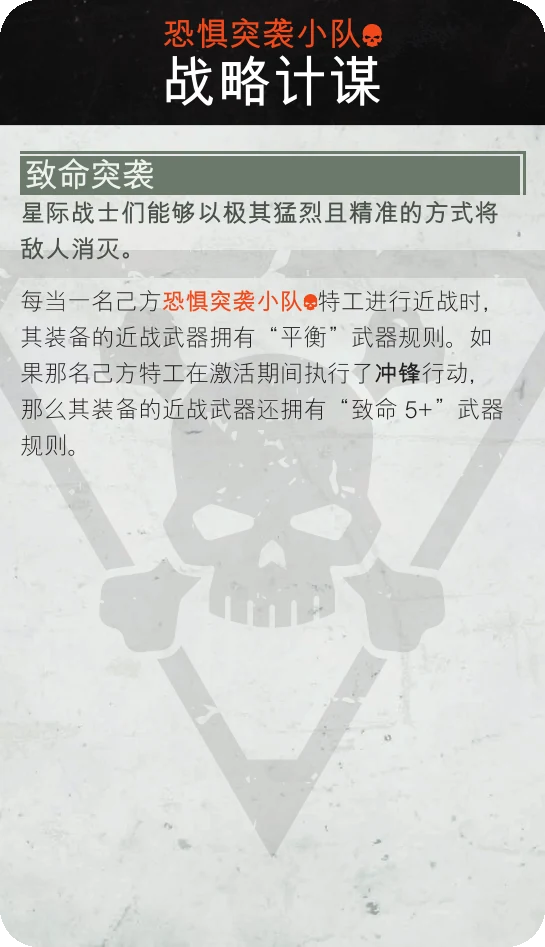 恐惧突袭小队
战略计谋
致命突袭
星际战士们能够以极其猛烈且精准的方式将
敌人消灭。
每当一名己方恐惧突袭小队特工进行近战时，
其装备的近战武器拥有“平衡”武器规则。如
果那名己方特工在激活期间执行了冲锋行动，
那么其装备的近战武器还拥有“致命 5+”武器
规则。